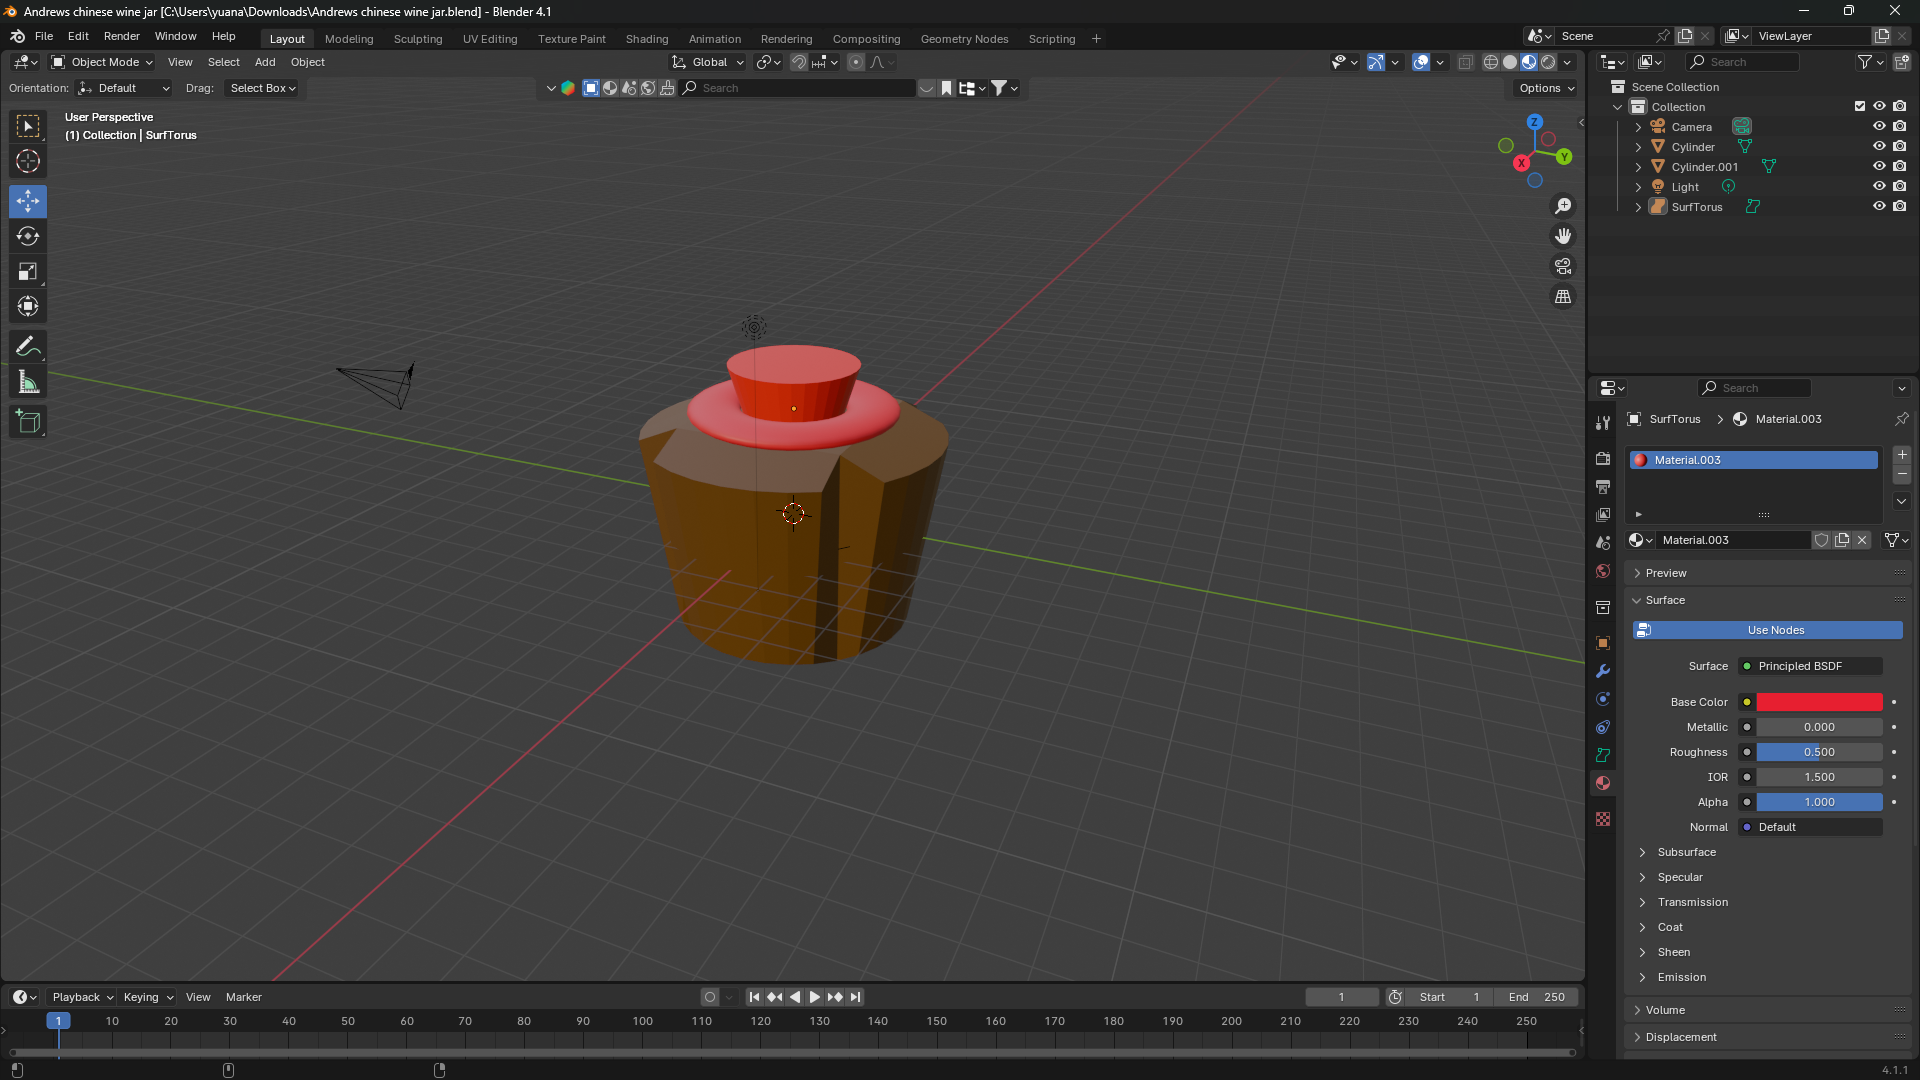 Andrews chinese wine jar [C:\Users\yuana\Downloads\Andrews chinese wine jar.blend] - Blender 4.1
File Edit Render Window Help Layout Modeling Sculpting UV Editing Texture Paint Shading Animation Rendering Compositing Geometry Nodes Scripting + Scene ViewLayer
Object Mode View Select Add Object Global Search
Orientation: Default Drag: Select Box Search Options
User Perspective
(1) Collection | SurfTorus
Z
Y
X
Scene Collection
Collection
Camera
Cylinder
Cylinder.001
Light
SurfTorus
Search
SurfTorus > Material.003
Material.003
Material.003
Preview
Surface
Use Nodes
Surface Principled BSDF
Base Color
Metallic 0.000
Roughness 0.500
IOR 1.500
Alpha 1.000
Normal Default
Subsurface
Specular
Transmission
Coat
Sheen
Emission
Volume
Displacement
Playback Keying View Marker 1 Start 1 End 250
1 10 20 30 40 50 60 70 80 90 100 110 120 130 140 150 160 170 180 190 200 210 220 230 240 250
4.1.1